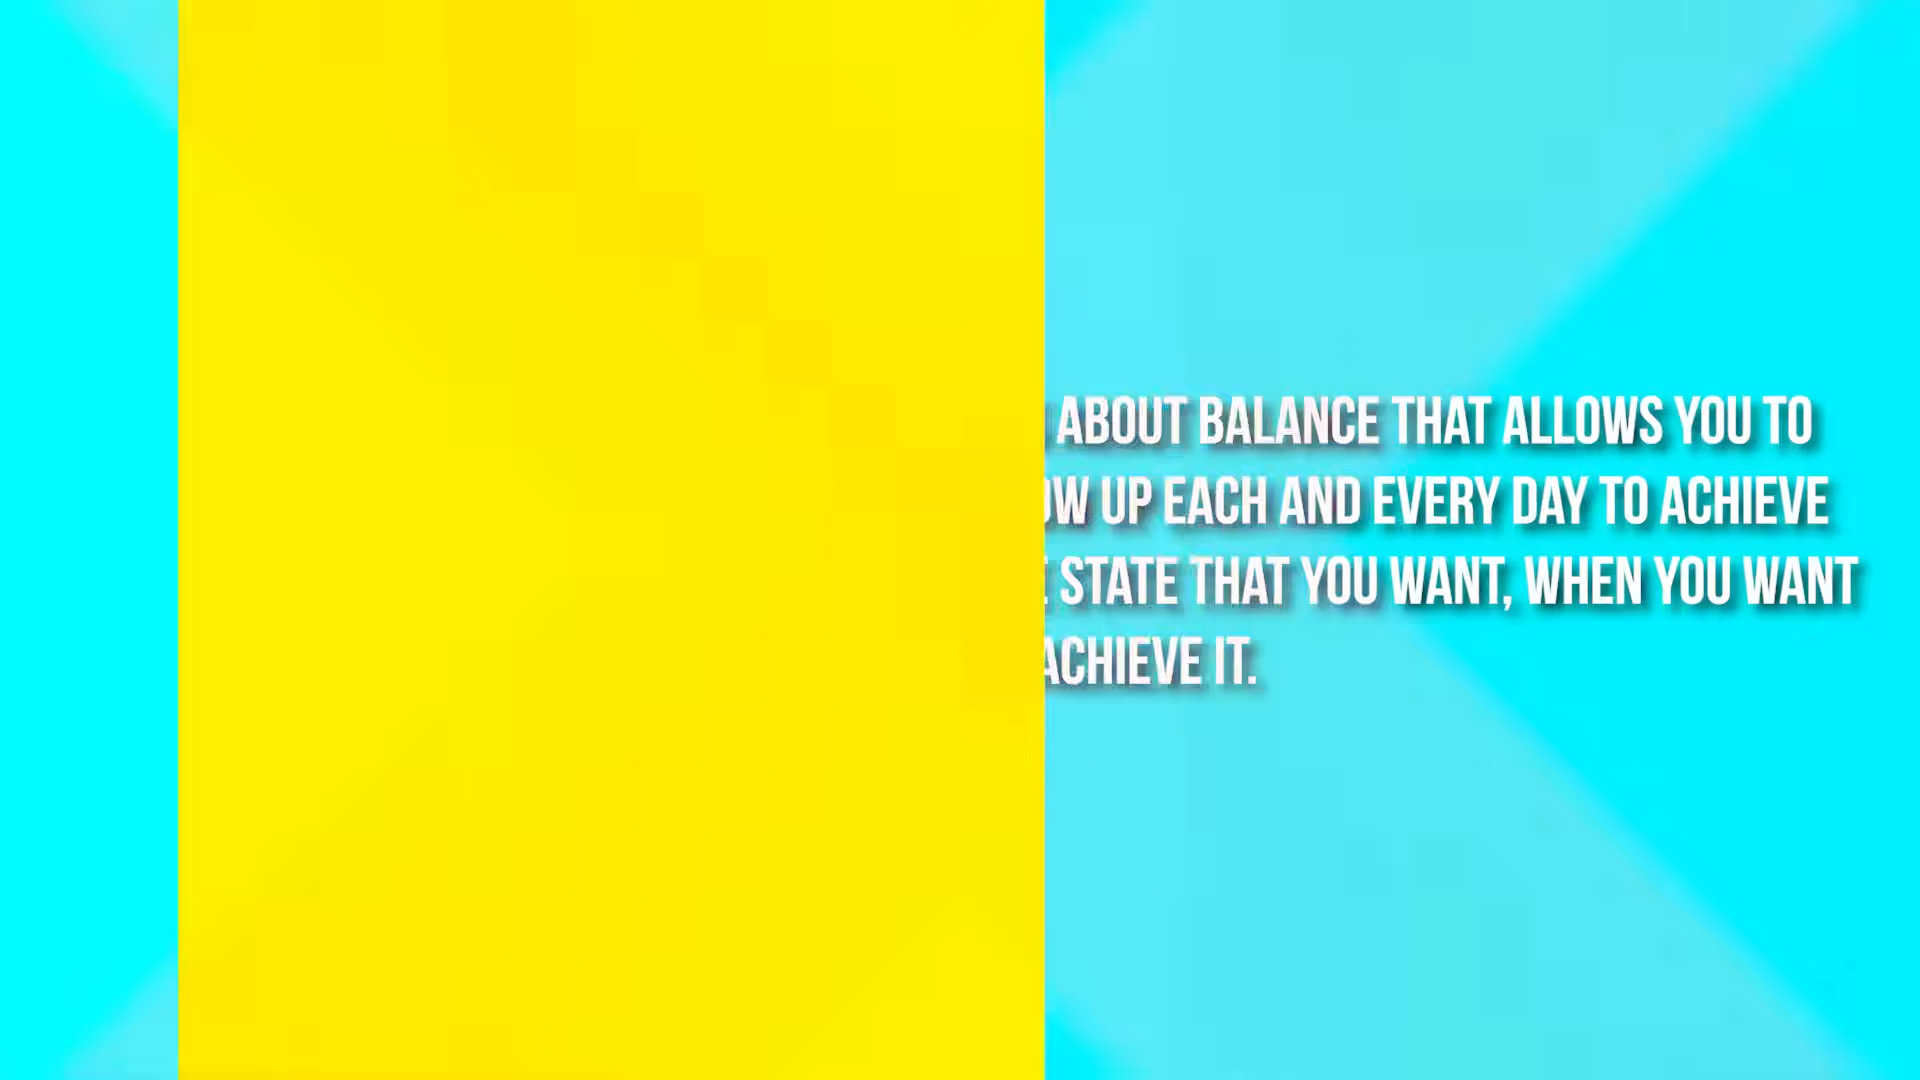 ABOUT BALANCE THAT ALLOWS YOU TO
UP EACH AND EVERY DAY TO ACHIEVE
STATE THAT YOU WANT, WHEN YOU WANT
ACHIEVE IT.